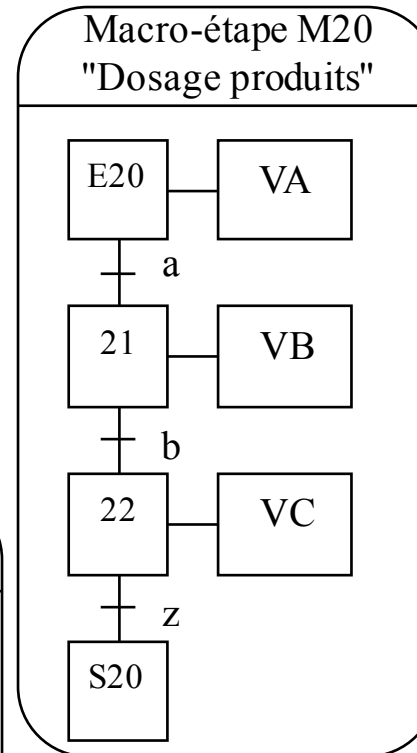 Macro-étape M20
"Dosage produits"
E20 VA
a
21 VB
b
22 VC
z
S20